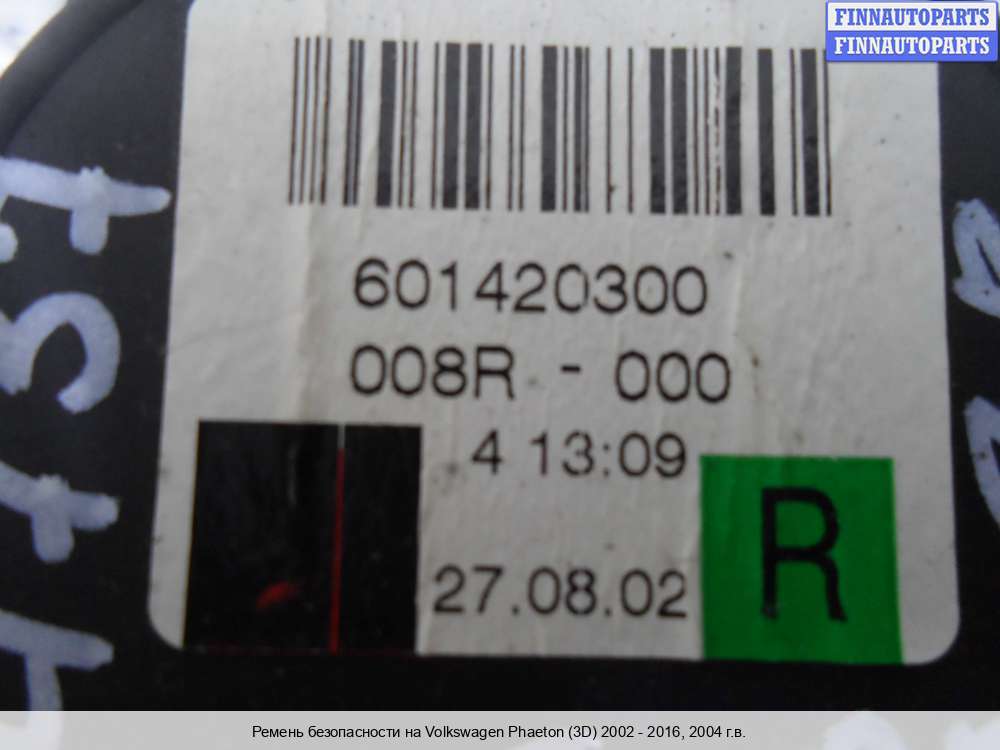 FINNAUTOPARTS
FINNAUTOPARTS
601420300
008R - 000
4 13:09
27.08.02
R
Ремень безопасности на Volkswagen Phaeton (3D) 2002 - 2016, 2004 г.в.